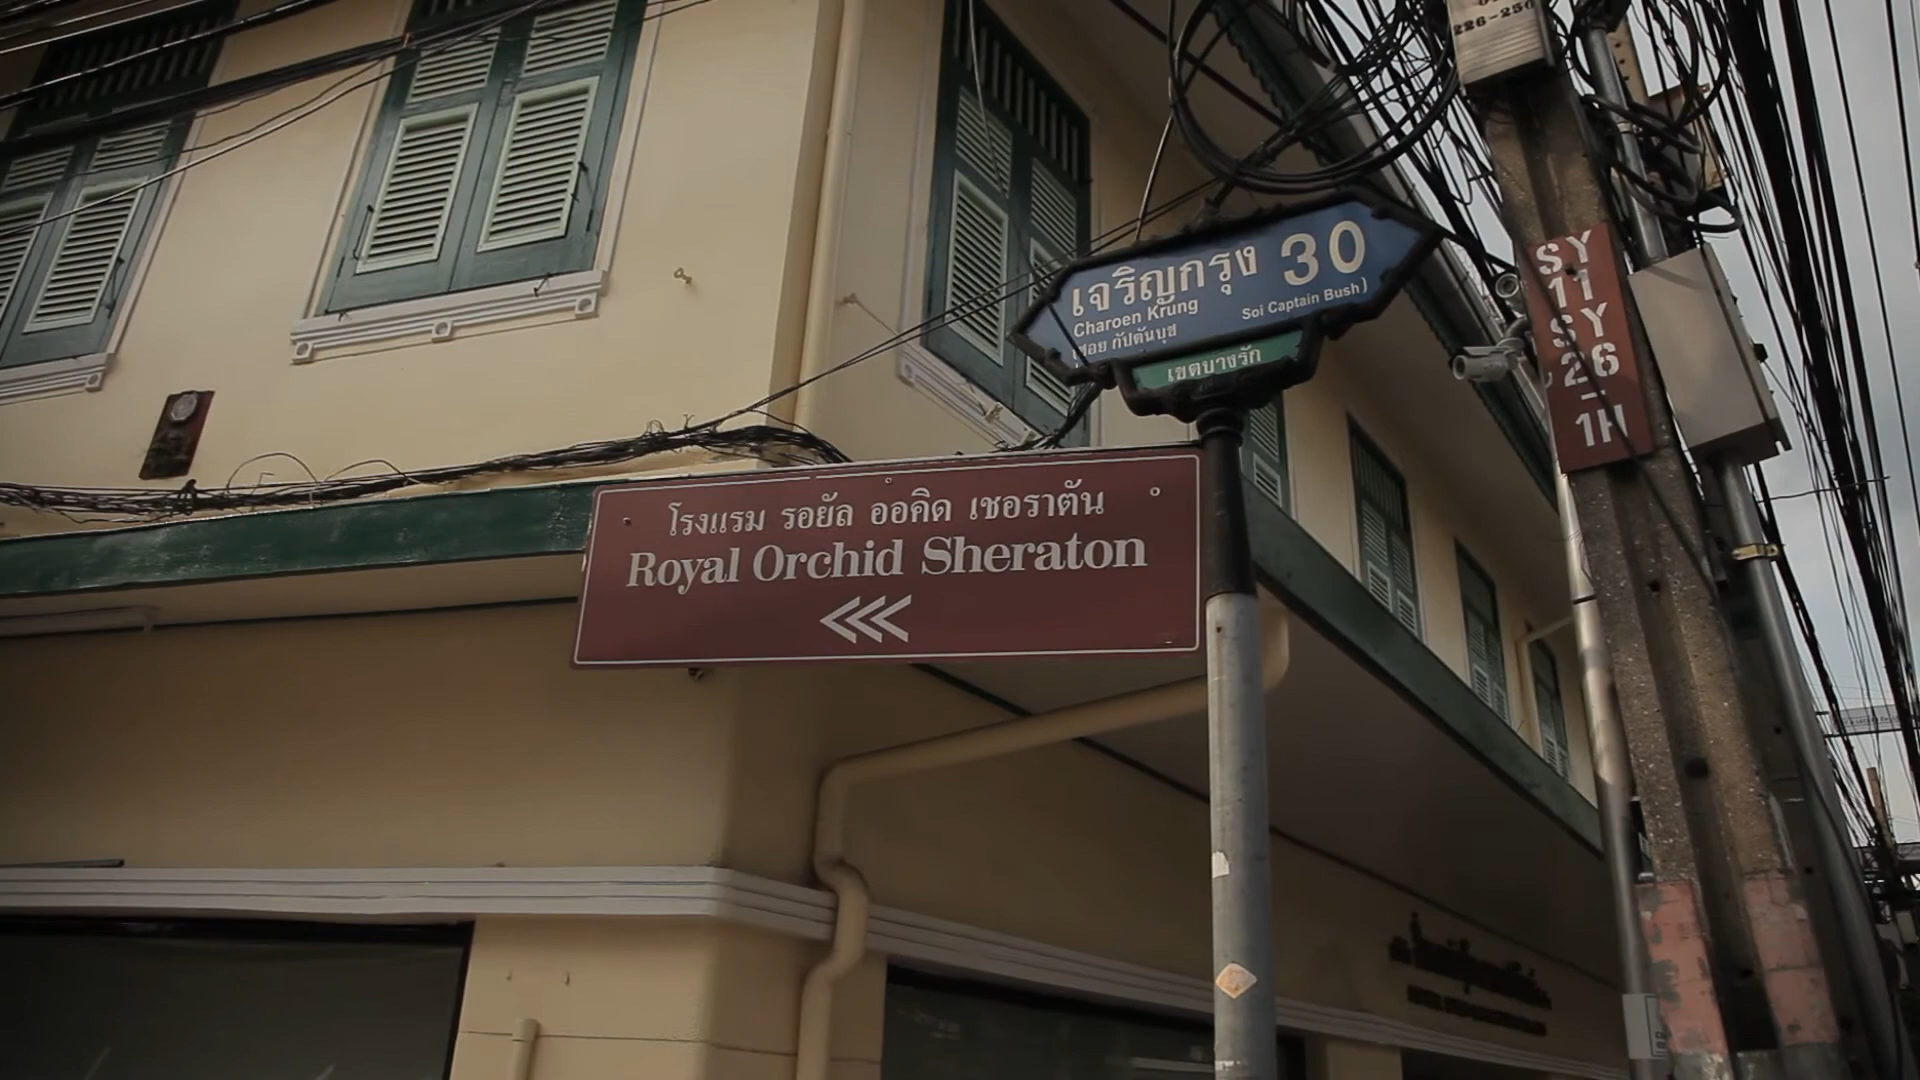 เจริญกรุง 30
Charoen Krung
ซอย กัปตันบุช
Soi Captain Bush)
เขตบางรัก
โรงแรม รอยัล ออคิด เชอราตัน
Royal Orchid Sheraton
226-250
SY
11
SY
26
-
1H